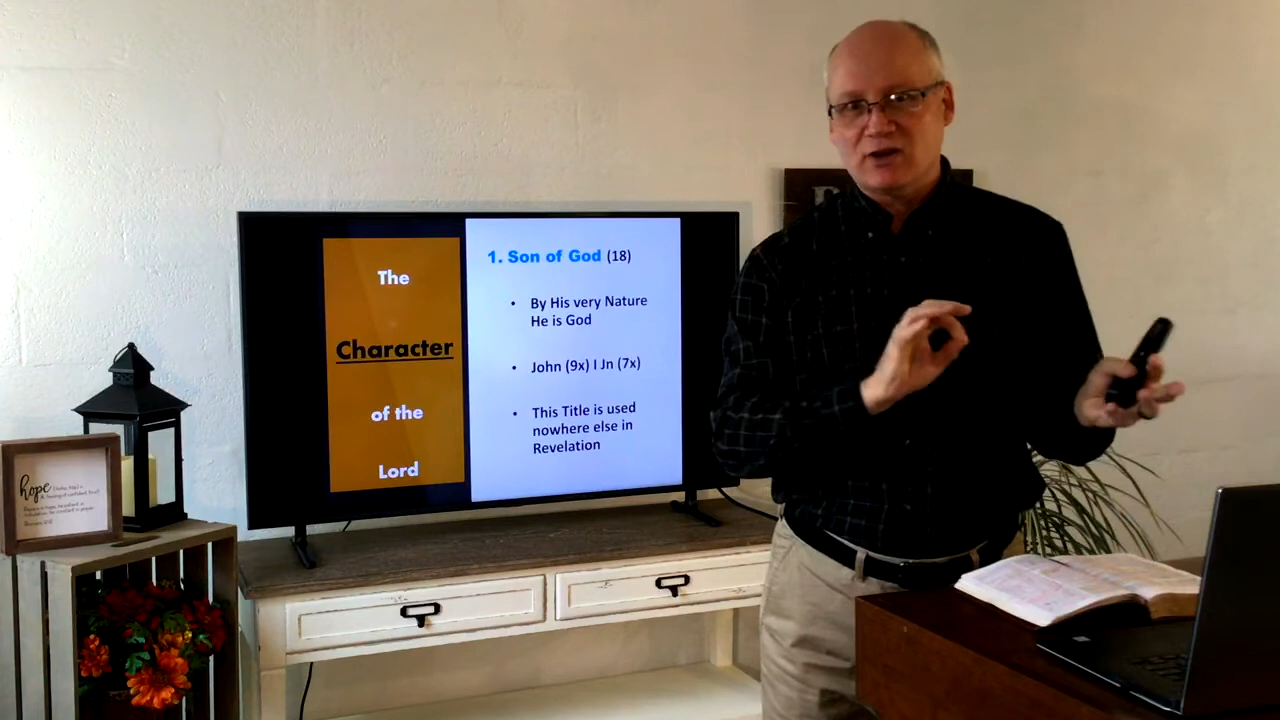 The
Character
of the
Lord
1. Son of God (18)
• By His very Nature
He is God
• John (9x) I Jn (7x)
• This Title is used
nowhere else in
Revelation
hope